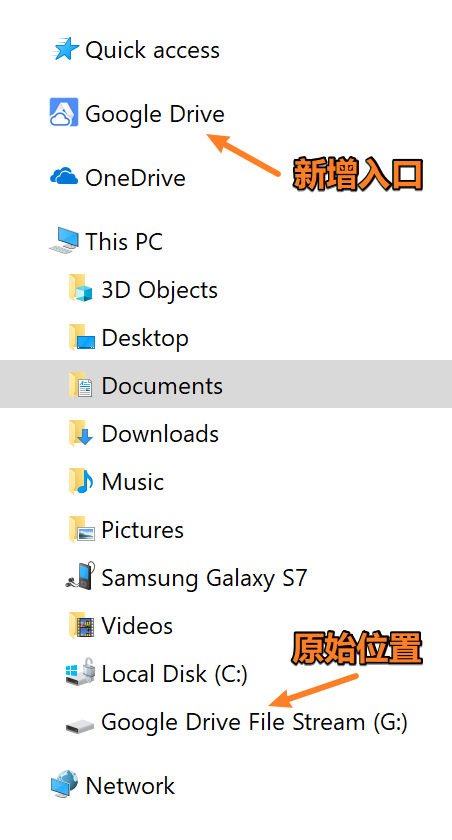 Quick access
Google Drive
新增入口
OneDrive
This PC
3D Objects
Desktop
Documents
Downloads
Music
Pictures
Samsung Galaxy S7
Videos
原始位置
Local Disk (C:)
Google Drive File Stream (G:)
Network